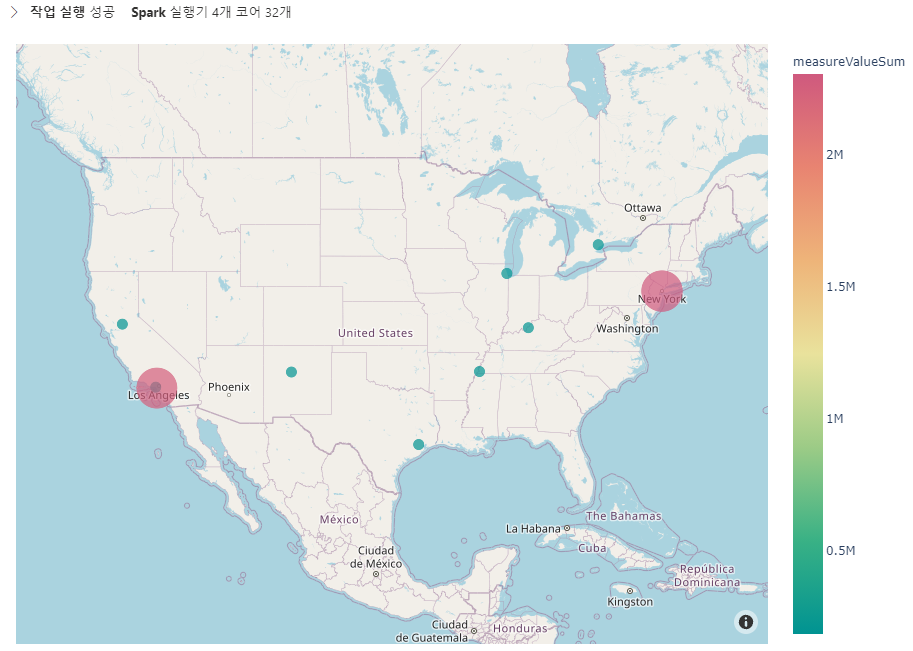 작업 실행 성공 Spark 실행기 4개 코어 32개
measureValueSum
2M
1.5M
1M
0.5M
Ottawa
New York
Washington
United States
Phoenix
Los Angeles
México
Ciudad
de México
La Habana
The Bahamas
Cuba
República
Dominicana
Kingston
Ciudad
de Guatemala
Honduras